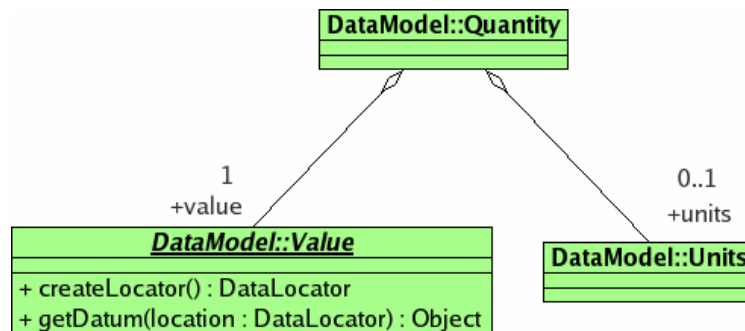 DataModel::Quantity
1
+value
0..1
+units
DataModel::Value
+ createLocator() : DataLocator
+ getDatum(location : DataLocator) : Object
DataModel::Units